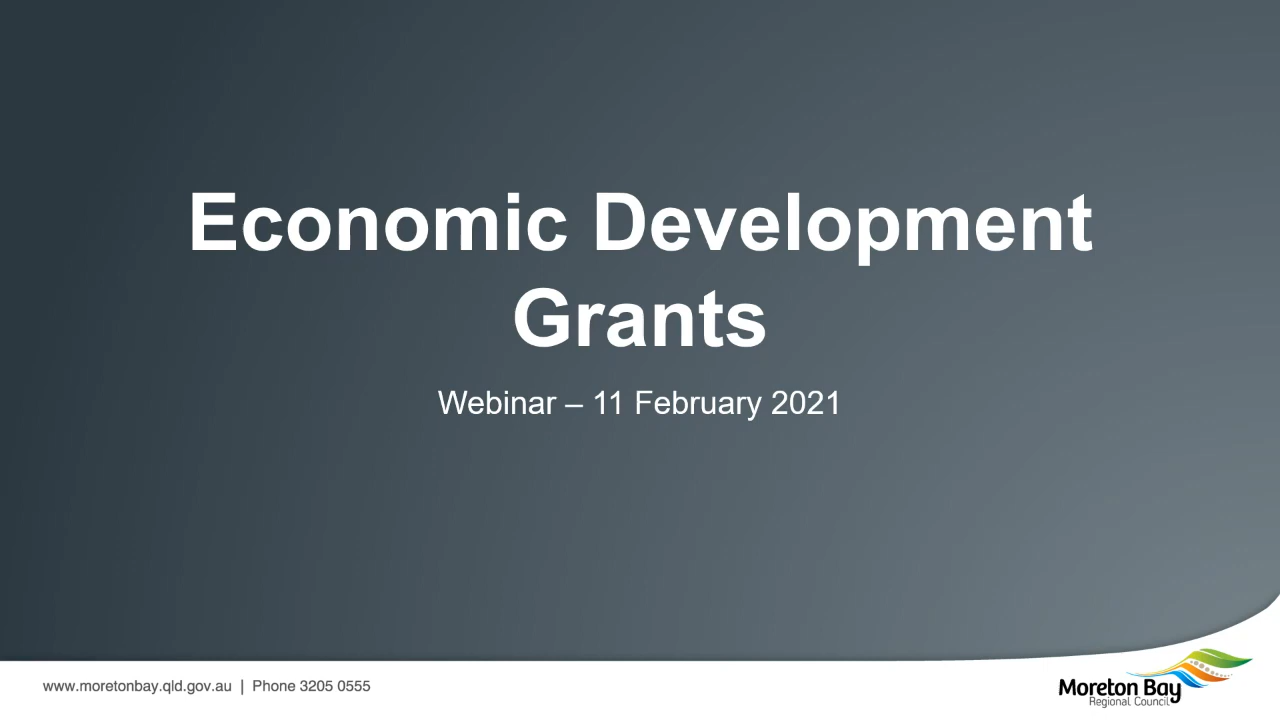 Economic Development
Grants
Webinar – 11 February 2021
www.moretonbay.qld.gov.au | Phone 3205 0555
Moreton Bay
Regional Council